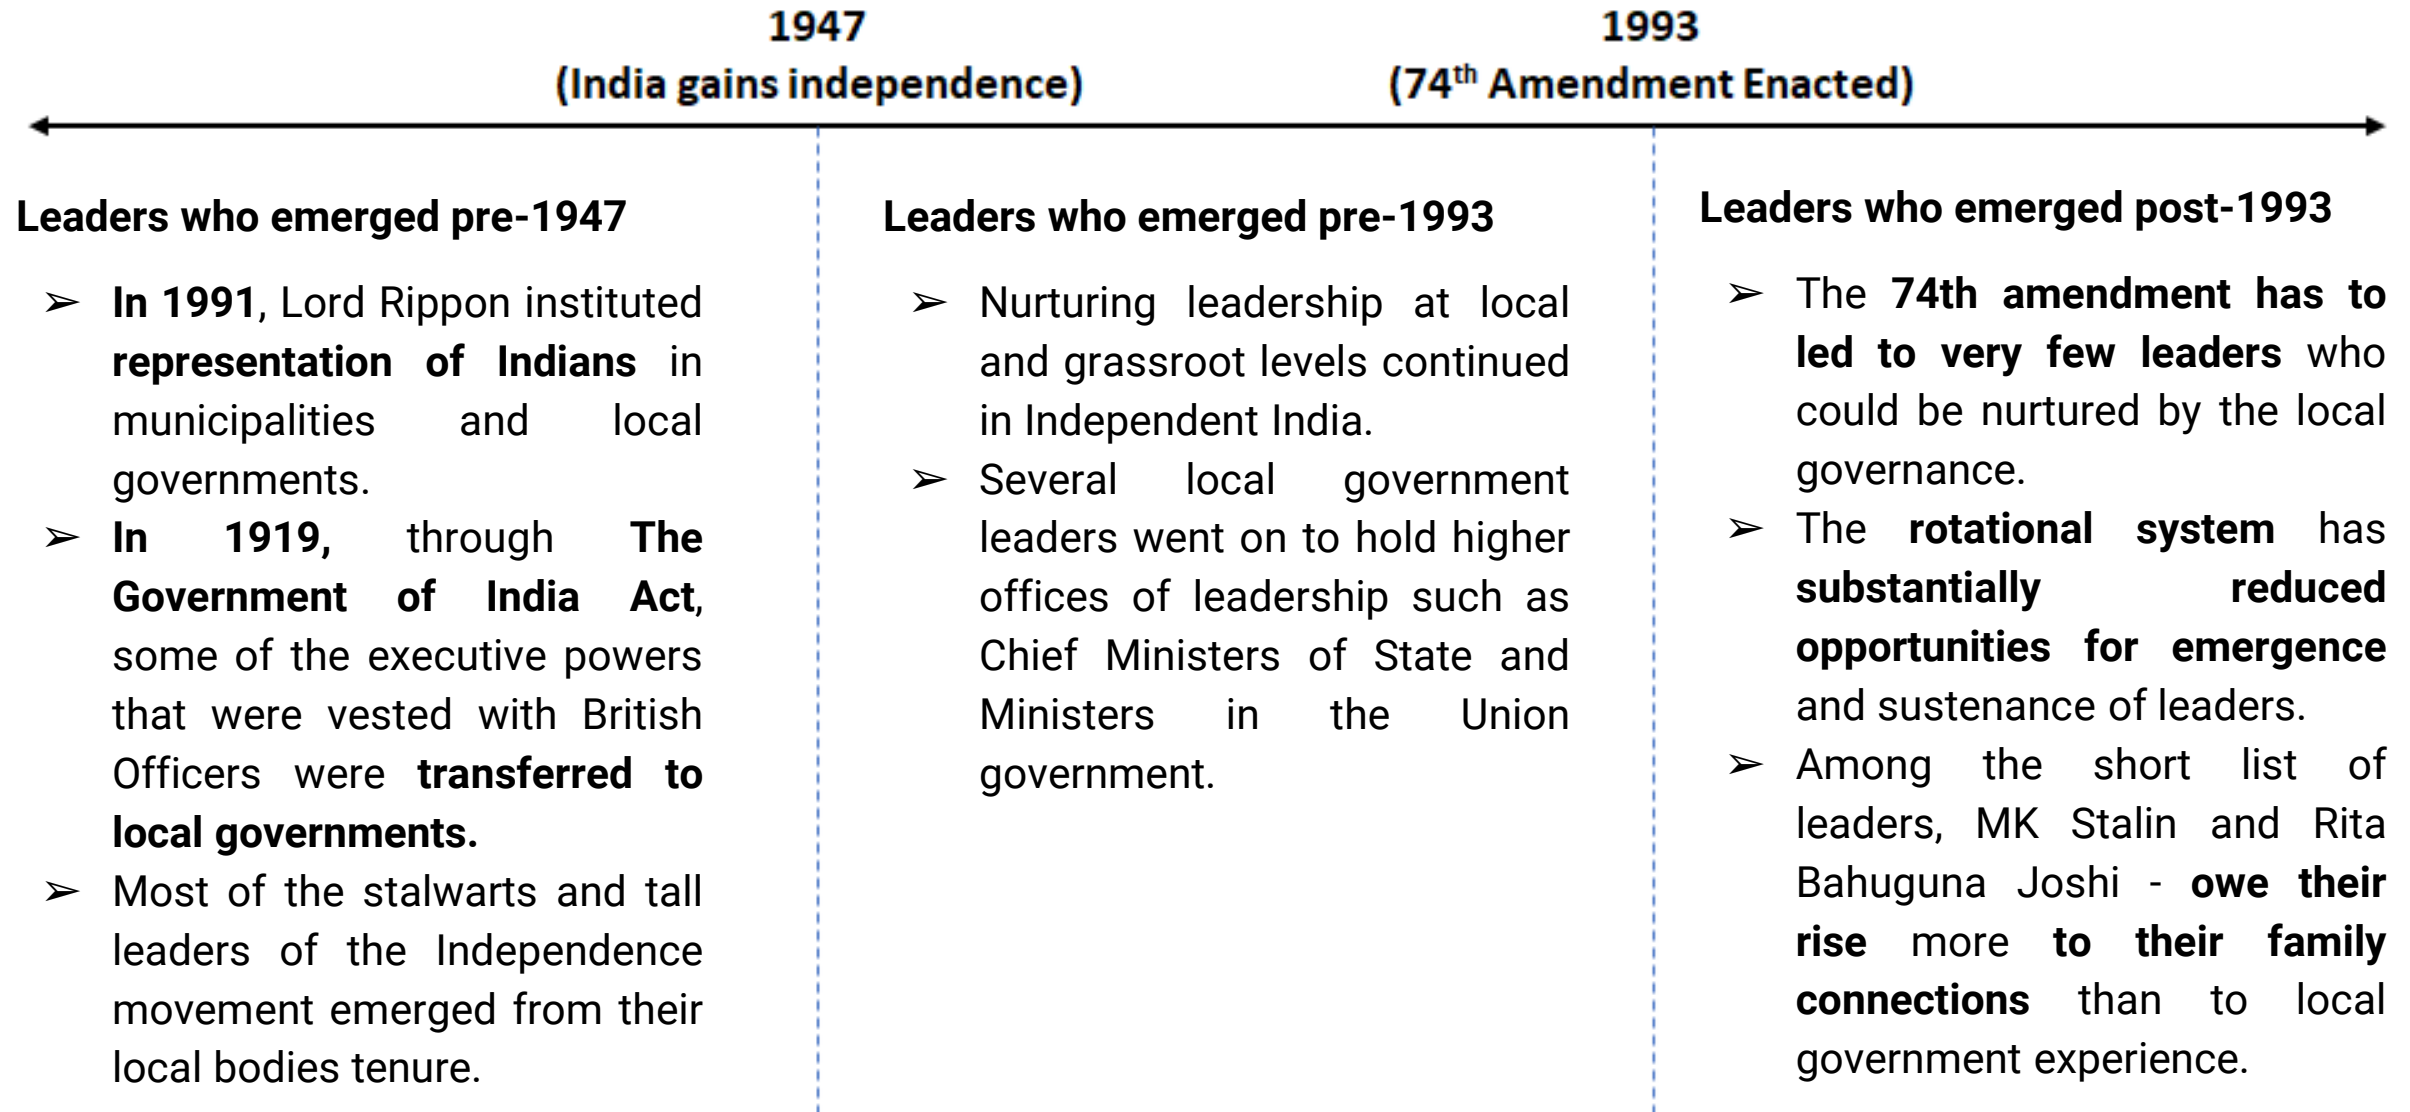 1947
(India gains independence)
1993
(74th Amendment Enacted)
Leaders who emerged pre-1947
➢ In 1991, Lord Rippon instituted
representation of Indians in
municipalities and local
governments.
➢ In 1919, through The
Government of India Act,
some of the executive powers
that were vested with British
Officers were transferred to
local governments.
➢ Most of the stalwarts and tall
leaders of the Independence
movement emerged from their
local bodies tenure.
Leaders who emerged pre-1993
➢ Nurturing leadership at local
and grassroot levels continued
in Independent India.
➢ Several local government
leaders went on to hold higher
offices of leadership such as
Chief Ministers of State and
Ministers in the Union
government.
Leaders who emerged post-1993
➢ The 74th amendment has to
led to very few leaders who
could be nurtured by the local
governance.
➢ The rotational system has
substantially reduced
opportunities for emergence
and sustenance of leaders.
➢ Among the short list of
leaders, MK Stalin and Rita
Bahuguna Joshi - owe their
rise more to their family
connections than to local
government experience.